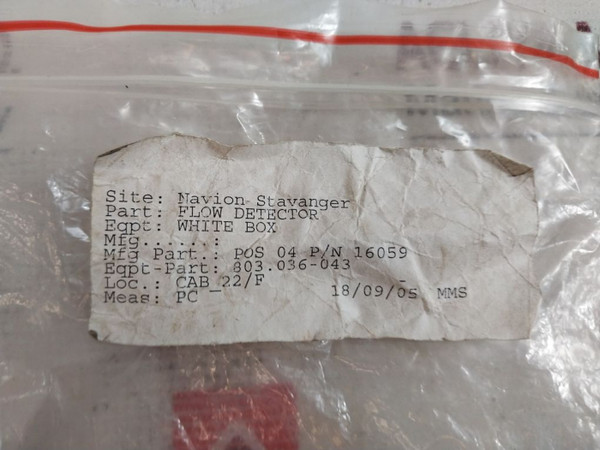 Site: Navion Stavanger
Part: FLOW DETECTOR
Eqpt: WHITE BOX
Mfg......:
Mfg Part.: POS 04 P/N 16059
Eqpt-Part: 803.036-043
Loc.: CAB 22/F
Meas: PC 18/09/05 MMS